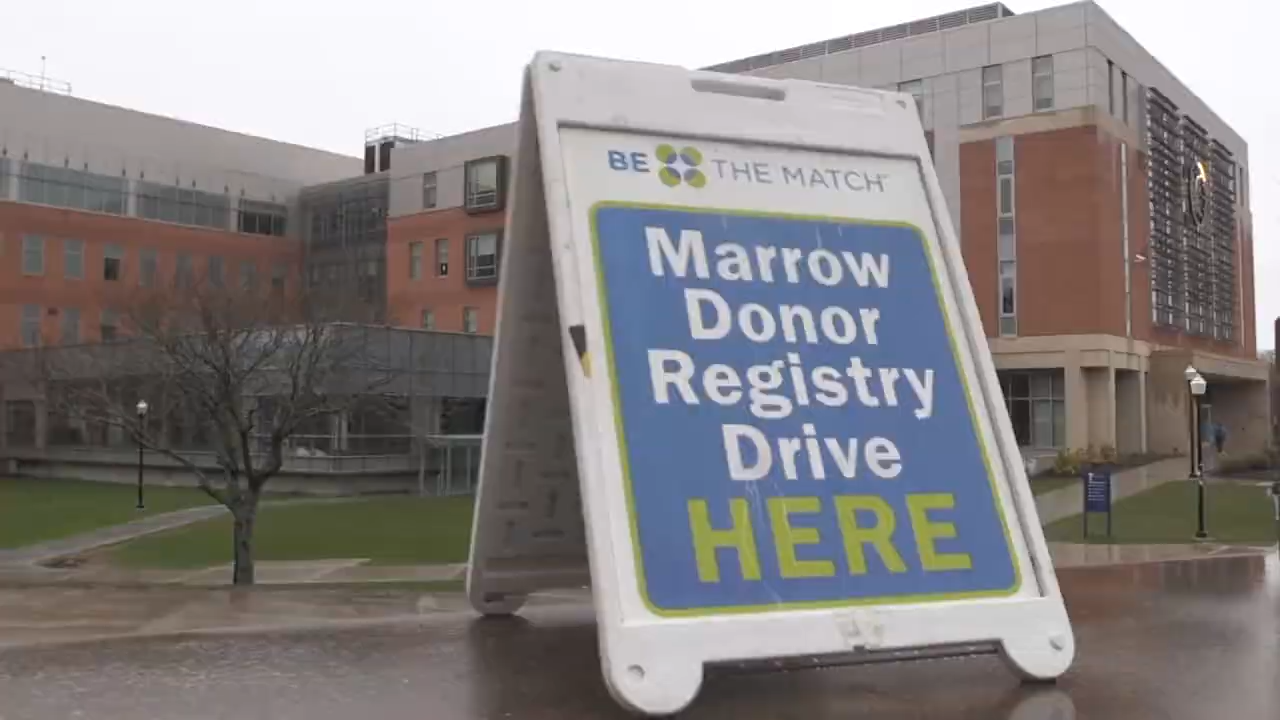 BE THE MATCH
Marrow
Donor
Registry
Drive
HERE